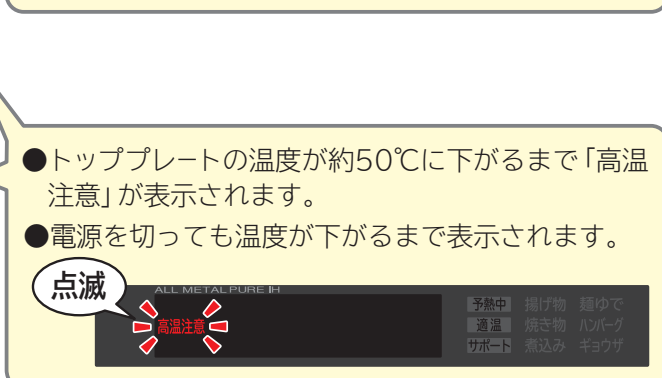 ●トッププレートの温度が約50℃に下がるまで「高温
注意」が表示されます。
●電源を切っても温度が下がるまで表示されます。
点滅
ALL METAL PURE IH
高温注意
予熱中 揚げ物 麺ゆで
適温 焼き物 ハンバーグ
サポート 煮込み ギョウザ